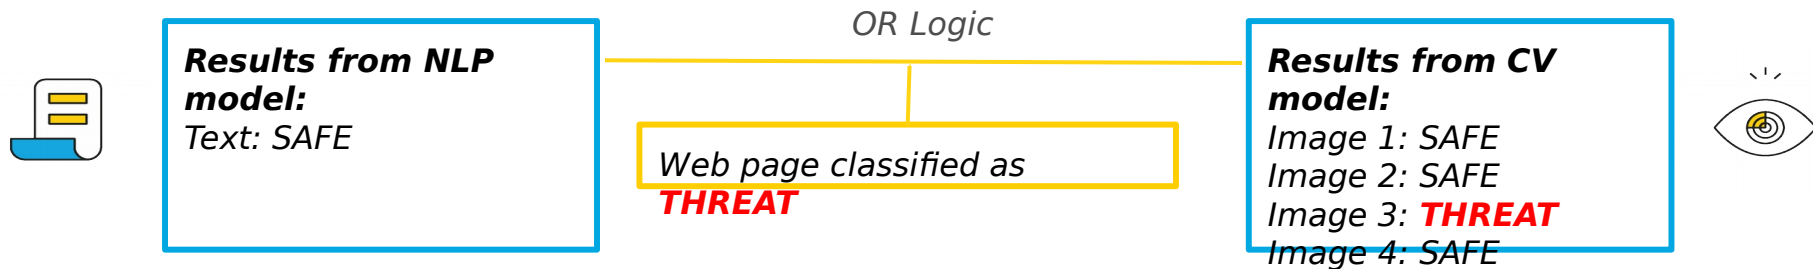 OR Logic
Results from NLP
model:
Text: SAFE
Web page classified as
THREAT
Results from CV
model:
Image 1: SAFE
Image 2: SAFE
Image 3: THREAT
Image 4: SAFE